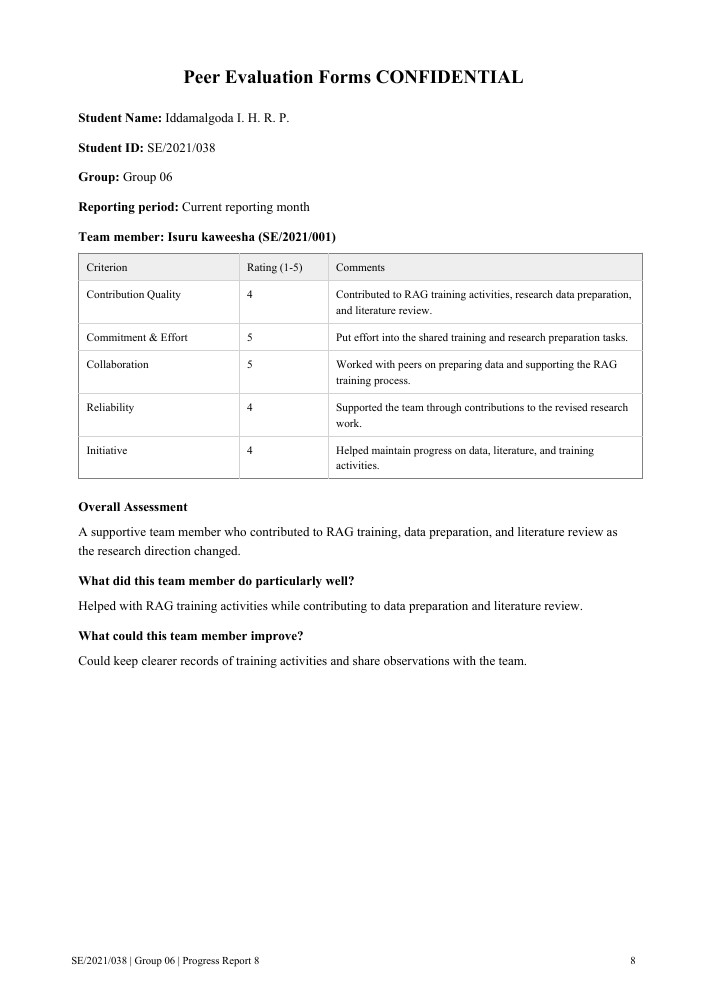 Peer Evaluation Forms CONFIDENTIAL
Student Name: Iddamalgoda I. H. R. P.
Student ID: SE/2021/038
Group: Group 06
Reporting period: Current reporting month
Team member: Isuru kaweesha (SE/2021/001)
Criterion Rating (1-5) Comments
Contribution Quality 4 Contributed to RAG training activities, research data preparation,
and literature review.
Commitment & Effort 5 Put effort into the shared training and research preparation tasks.
Collaboration 5 Worked with peers on preparing data and supporting the RAG
training process.
Reliability 4 Supported the team through contributions to the revised research
work.
Initiative 4 Helped maintain progress on data, literature, and training
activities.
Overall Assessment
A supportive team member who contributed to RAG training, data preparation, and literature review as
the research direction changed.
What did this team member do particularly well?
Helped with RAG training activities while contributing to data preparation and literature review.
What could this team member improve?
Could keep clearer records of training activities and share observations with the team.
SE/2021/038 | Group 06 | Progress Report 8 8